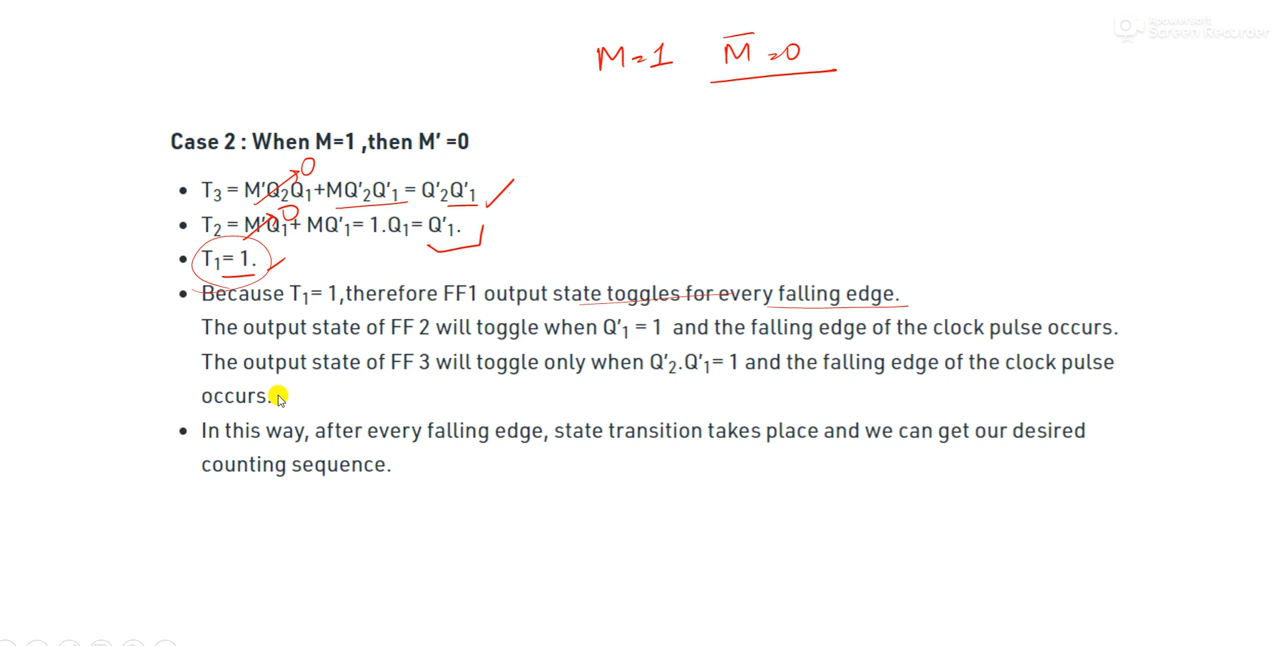 Apowersoft
Screen Recorder
M=1 M̅=0
Case 2 : When M=1 ,then M′ =0
0
• T₃ = M′Q₂Q₁+MQ′₂Q′₁ = Q′₂Q′₁
0
• T₂ = M′Q₁+ MQ′₁= 1.Q₁= Q′₁.
• T₁= 1.
• Because T₁= 1,therefore FF1 output state toggles for every falling edge.
The output state of FF 2 will toggle when Q′₁ = 1 and the falling edge of the clock pulse occurs.
The output state of FF 3 will toggle only when Q′₂.Q′₁= 1 and the falling edge of the clock pulse
occurs.
• In this way, after every falling edge, state transition takes place and we can get our desired
counting sequence.